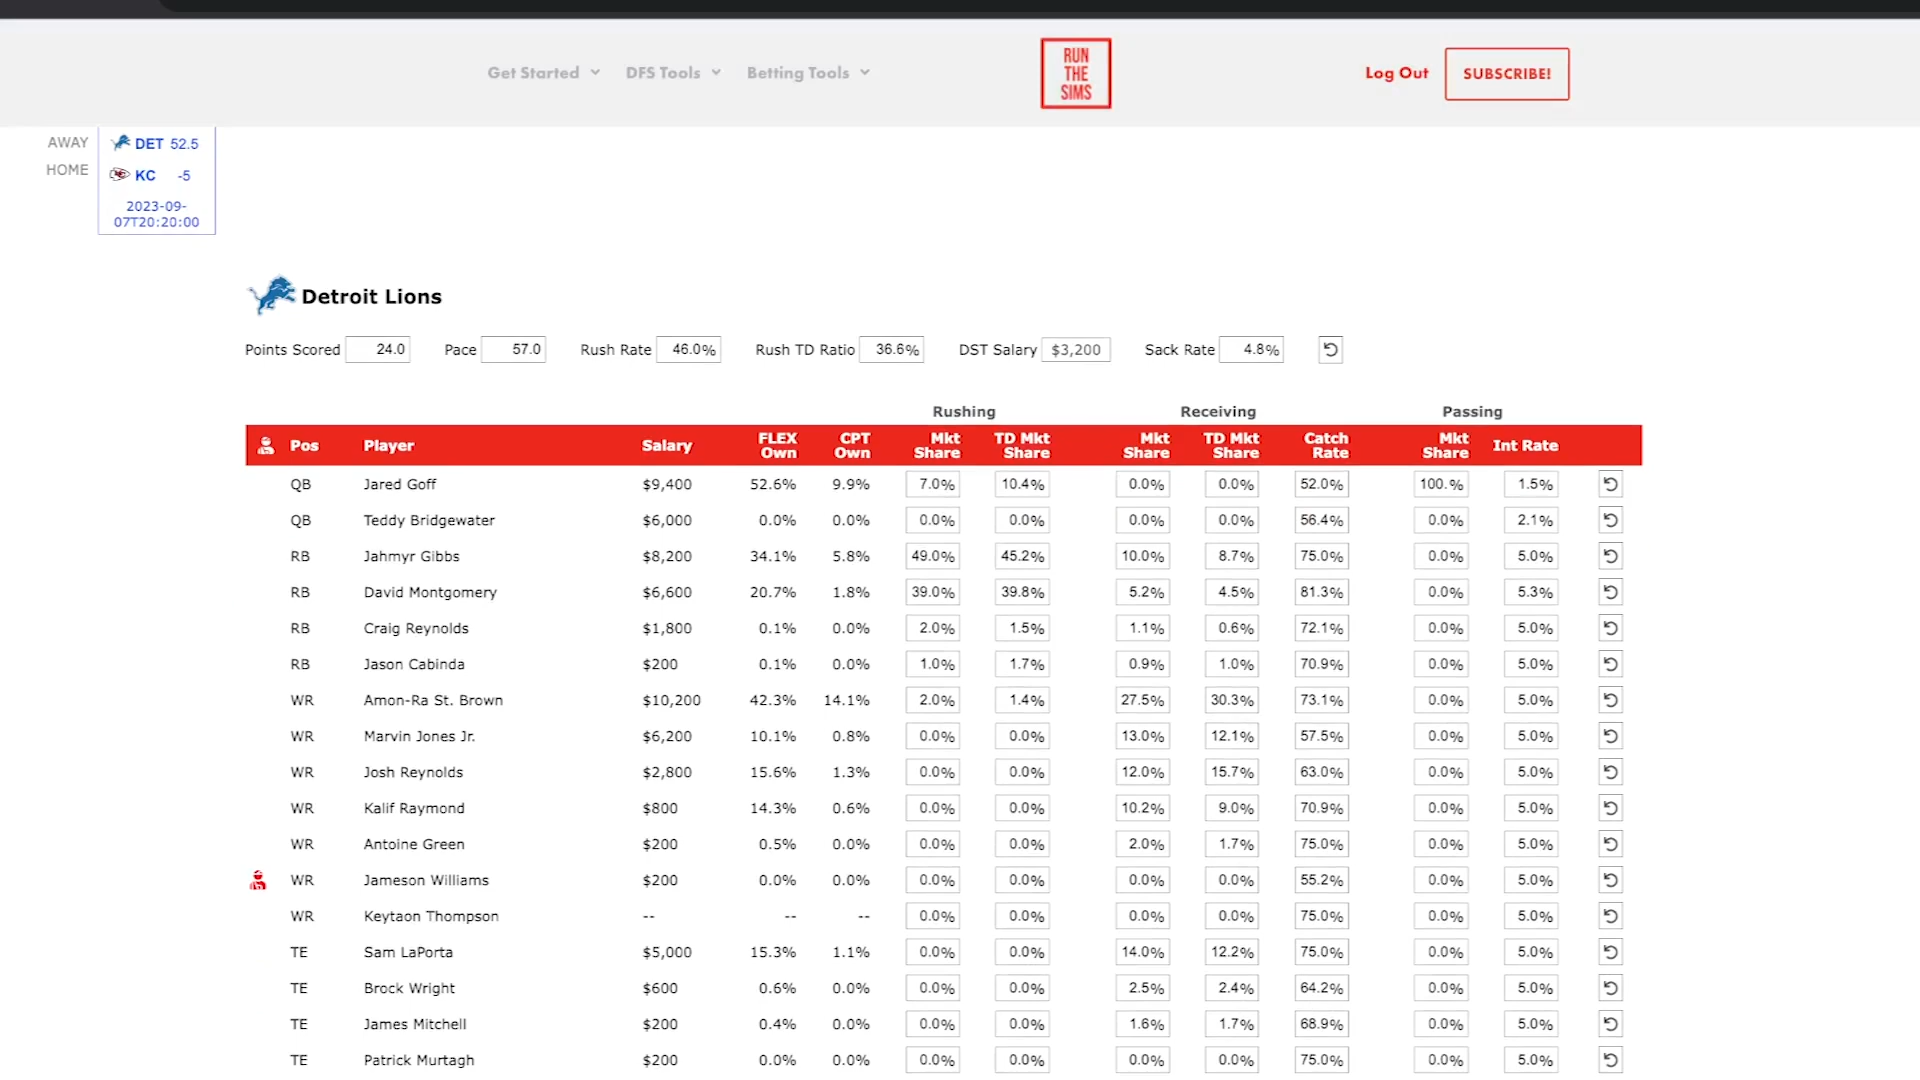 Get Started DFS Tools Betting Tools RUN THE SIMS Log Out SUBSCRIBE!
AWAY DET 52.5
HOME KC -5
2023-09-
07T20:20:00
Detroit Lions
Points Scored 24.0 Pace 57.0 Rush Rate 46.0% Rush TD Ratio 36.6% DST Salary $3,200 Sack Rate 4.8%
Rushing Receiving Passing
Pos Player Salary FLEX Own CPT Own Mkt Share TD Mkt Share Mkt Share TD Mkt Share Catch Rate Mkt Share Int Rate
QB Jared Goff $9,400 52.6% 9.9% 7.0% 10.4% 0.0% 0.0% 52.0% 100.% 1.5%
QB Teddy Bridgewater $6,000 0.0% 0.0% 0.0% 0.0% 0.0% 0.0% 56.4% 0.0% 2.1%
RB Jahmyr Gibbs $8,200 34.1% 5.8% 49.0% 45.2% 10.0% 8.7% 75.0% 0.0% 5.0%
RB David Montgomery $6,600 20.7% 1.8% 39.0% 39.8% 5.2% 4.5% 81.3% 0.0% 5.3%
RB Craig Reynolds $1,800 0.1% 0.0% 2.0% 1.5% 1.1% 0.6% 72.1% 0.0% 5.0%
RB Jason Cabinda $200 0.1% 0.0% 1.0% 1.7% 0.9% 1.0% 70.9% 0.0% 5.0%
WR Amon-Ra St. Brown $10,200 42.3% 14.1% 2.0% 1.4% 27.5% 30.3% 73.1% 0.0% 5.0%
WR Marvin Jones Jr. $6,200 10.1% 0.8% 0.0% 0.0% 13.0% 12.1% 57.5% 0.0% 5.0%
WR Josh Reynolds $2,800 15.6% 1.3% 0.0% 0.0% 12.0% 15.7% 63.0% 0.0% 5.0%
WR Kalif Raymond $800 14.3% 0.6% 0.0% 0.0% 10.2% 9.0% 70.9% 0.0% 5.0%
WR Antoine Green $200 0.5% 0.0% 0.0% 0.0% 2.0% 1.7% 75.0% 0.0% 5.0%
WR Jameson Williams $200 0.0% 0.0% 0.0% 0.0% 0.0% 0.0% 55.2% 0.0% 5.0%
WR Keytaon Thompson -- -- -- 0.0% 0.0% 0.0% 0.0% 75.0% 0.0% 5.0%
TE Sam LaPorta $5,000 15.3% 1.1% 0.0% 0.0% 14.0% 12.2% 75.0% 0.0% 5.0%
TE Brock Wright $600 0.6% 0.0% 0.0% 0.0% 2.5% 2.4% 64.2% 0.0% 5.0%
TE James Mitchell $200 0.4% 0.0% 0.0% 0.0% 1.6% 1.7% 68.9% 0.0% 5.0%
TE Patrick Murtagh $200 0.0% 0.0% 0.0% 0.0% 0.0% 0.0% 75.0% 0.0% 5.0%